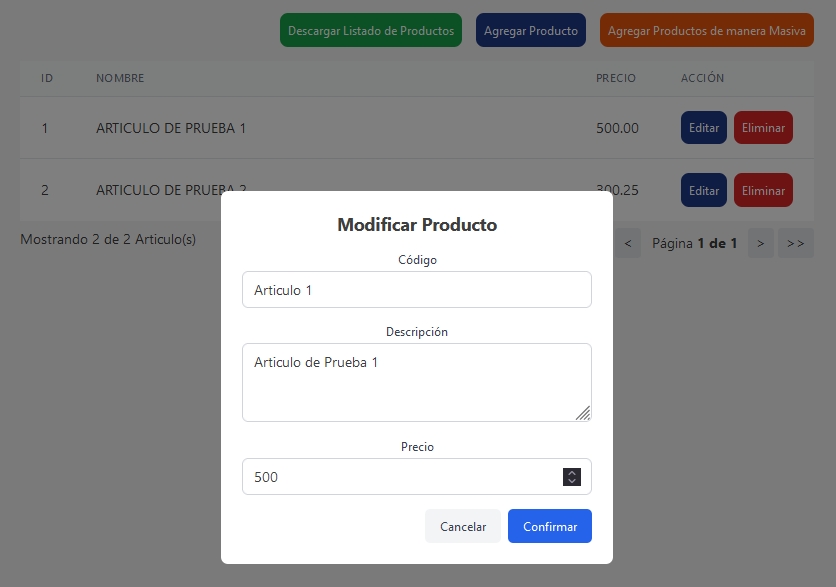 Descargar Listado de Productos Agregar Producto Agregar Productos de manera Masiva
ID NOMBRE PRECIO ACCIÓN
1 ARTICULO DE PRUEBA 1 500.00 Editar Eliminar
2 ARTICULO DE PRUEBA 2 300.25 Editar Eliminar
Mostrando 2 de 2 Articulo(s) < Página 1 de 1 > >>
Modificar Producto
Código
Articulo 1
Descripción
Articulo de Prueba 1
Precio
500
Cancelar Confirmar